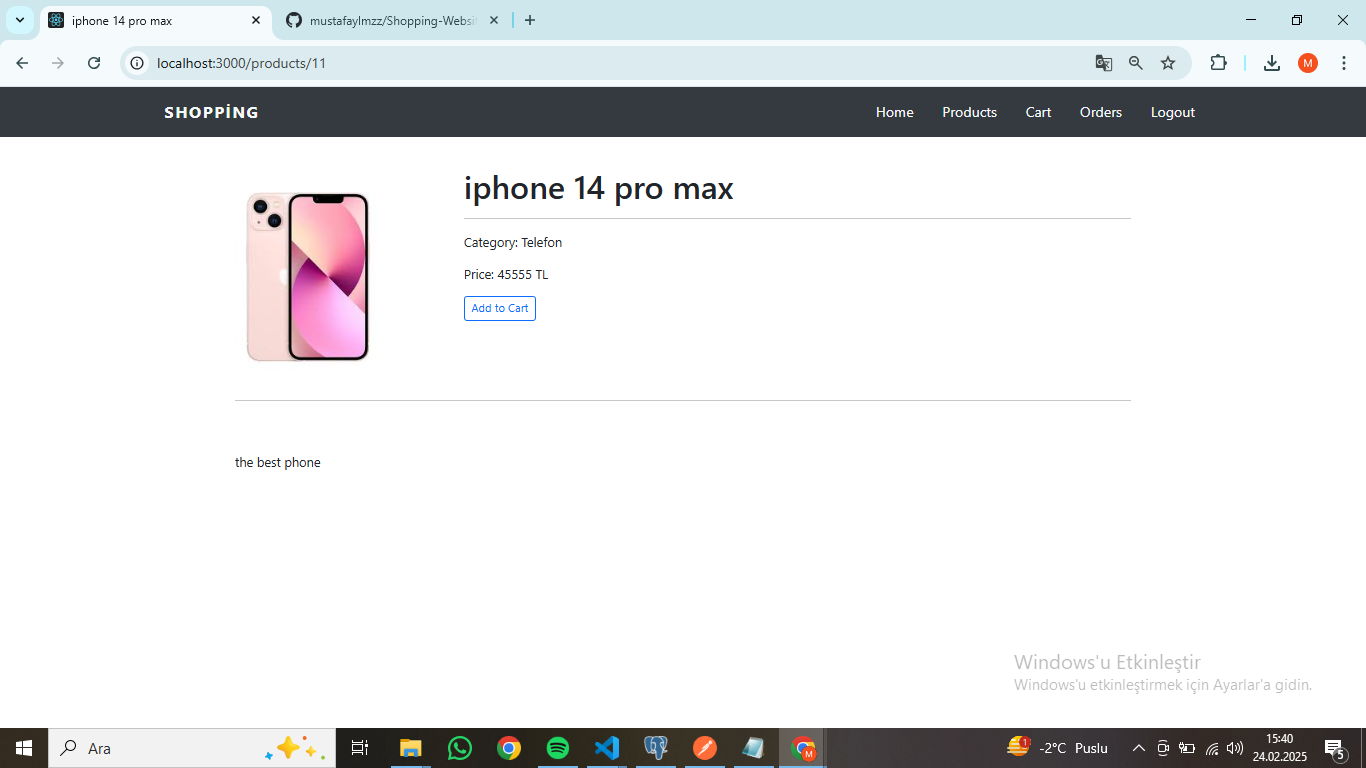 iphone 14 pro max
mustafaylmzz/Shopping-Websi
localhost:3000/products/11
M
SHOPPİNG
Home
Products
Cart
Orders
Logout
iphone 14 pro max
Category: Telefon
Price: 45555 TL
Add to Cart
the best phone
Windows'u Etkinleştir
Windows'u etkinleştirmek için Ayarlar'a gidin.
Ara
M
1
-2°C Puslu
15:40
24.02.2025
5